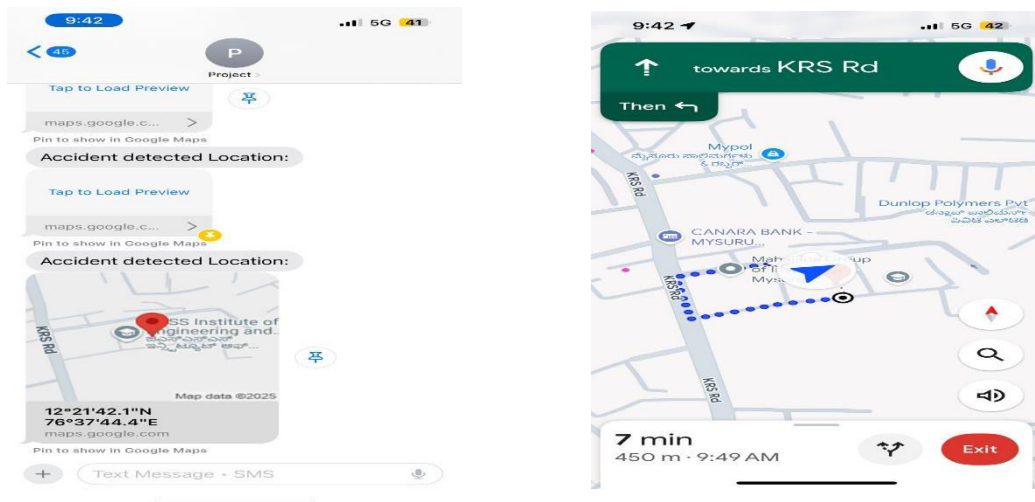 9:42
5G 41
45
P
Project >
Tap to Load Preview
maps.google.c... >
Pin to show in Google Maps
Accident detected Location:
Tap to Load Preview
maps.google.c... >
Pin to show in Google Maps
Accident detected Location:
SS Institute of
ngineering and..
KRS Rd
Map data ©2025
12°21'42.1"N
76°37'44.4"E
maps.google.com
Pin to show in Google Maps
+ Text Message - SMS
9:42
5G 42
towards KRS Rd
Then
Mypol
KRS Rd
Dunlop Polymers Pvt
CANARA BANK -
MYSURU...
KRS Rd
KRS Rd
7 min
450 m · 9:49 AM
Exit